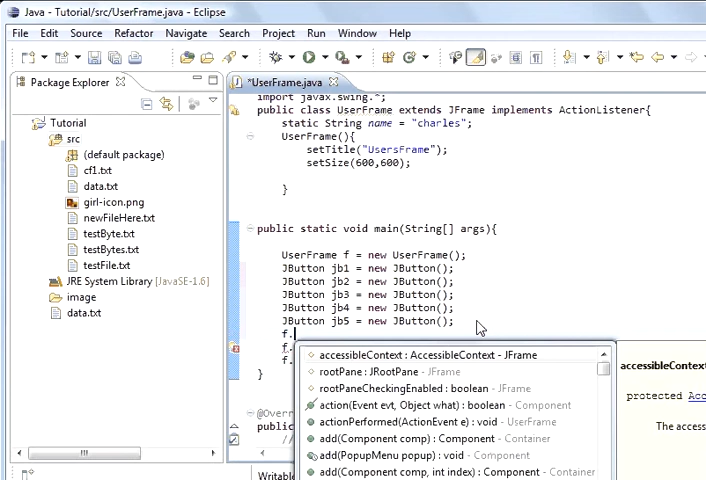 Java - Tutorial/src/UserFrame.java - Eclipse
File Edit Source Refactor Navigate Search Project Run Window Help
Package Explorer
*UserFrame.java
Tutorial
src
(default package)
cf1.txt
data.txt
girl-icon.png
newFileHere.txt
testByte.txt
testBytes.txt
testFile.txt
JRE System Library [JavaSE-1.6]
image
data.txt
import javax.swing.*;
public class UserFrame extends JFrame implements ActionListener{
static String name = "charles";
UserFrame(){
setTitle("UsersFrame");
setSize(600,600);
}
public static void main(String[] args){
UserFrame f = new UserFrame();
JButton jb1 = new JButton();
JButton jb2 = new JButton();
JButton jb3 = new JButton();
JButton jb4 = new JButton();
JButton jb5 = new JButton();
f.
f.
f.
}
@Overr
public
//
accessibleContext : AccessibleContext - JFrame
rootPane : JRootPane - JFrame
rootPaneCheckingEnabled : boolean - JFrame
action(Event evt, Object what) : boolean - Component
actionPerformed(ActionEvent e) : void - UserFrame
add(Component comp) : Component - Container
add(PopupMenu popup) : void - Component
add(Component comp, int index) : Component - Container
accessibleContext
protected Acc
The access
Writable